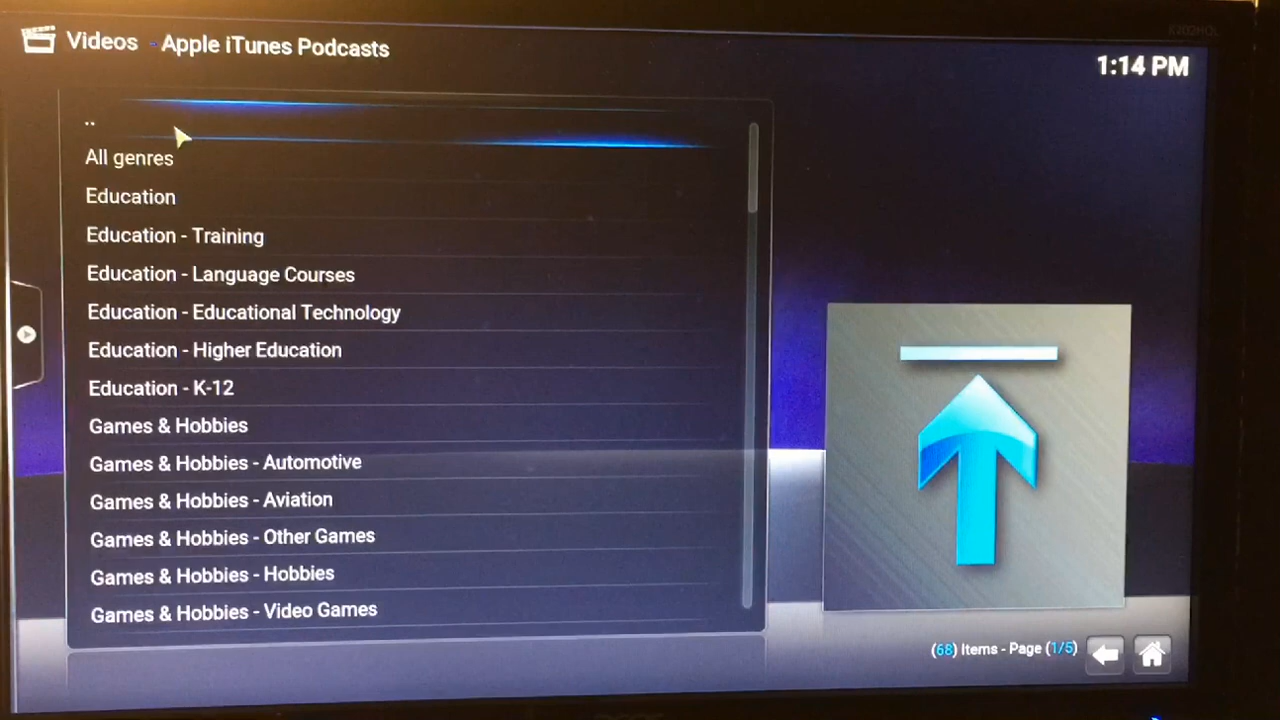 Videos - Apple iTunes Podcasts
1:14 PM
..
All genres
Education
Education - Training
Education - Language Courses
Education - Educational Technology
Education - Higher Education
Education - K-12
Games & Hobbies
Games & Hobbies - Automotive
Games & Hobbies - Aviation
Games & Hobbies - Other Games
Games & Hobbies - Hobbies
Games & Hobbies - Video Games
(68) Items - Page (1/5)